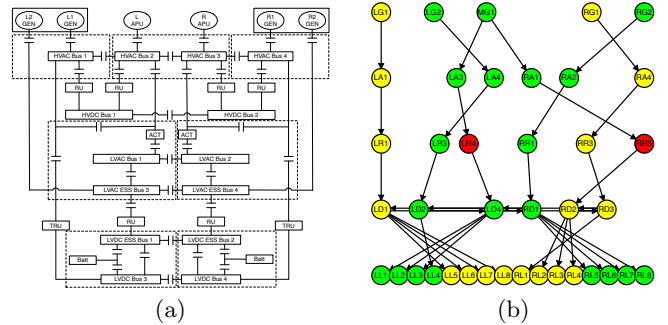 L2 GEN
L1 GEN
L APU
R APU
R1 GEN
R2 GEN
HVAC Bus 1
HVAC Bus 2
HVAC Bus 3
HVAC Bus 4
RU
RU
RU
RU
HVDC Bus 1
HVDC Bus 2
ACT
ACT
LVAC Bus 1
LVAC Bus 2
LVAC ESS Bus 3
LVAC ESS Bus 4
TRU
RU
RU
TRU
LVDC ESS Bus 1
LVDC ESS Bus 2
Batt
Batt
LVDC Bus 3
LVDC Bus 4
(a)
LG1 LG2 MG1 RG1 RG2
LA1 LA3 LA4 RA1 RA2 RA4
LR1 LR3 LR4 RR1 RR3 RR5
LD1 LD2 LD4 RD1 RD2 RD3
LL1 LL2 LL3 LL4 LL5 LL6 LL7 LL8 RL1 RL2 RL3 RL4 RL5 RL6 RL7 RL8
(b)